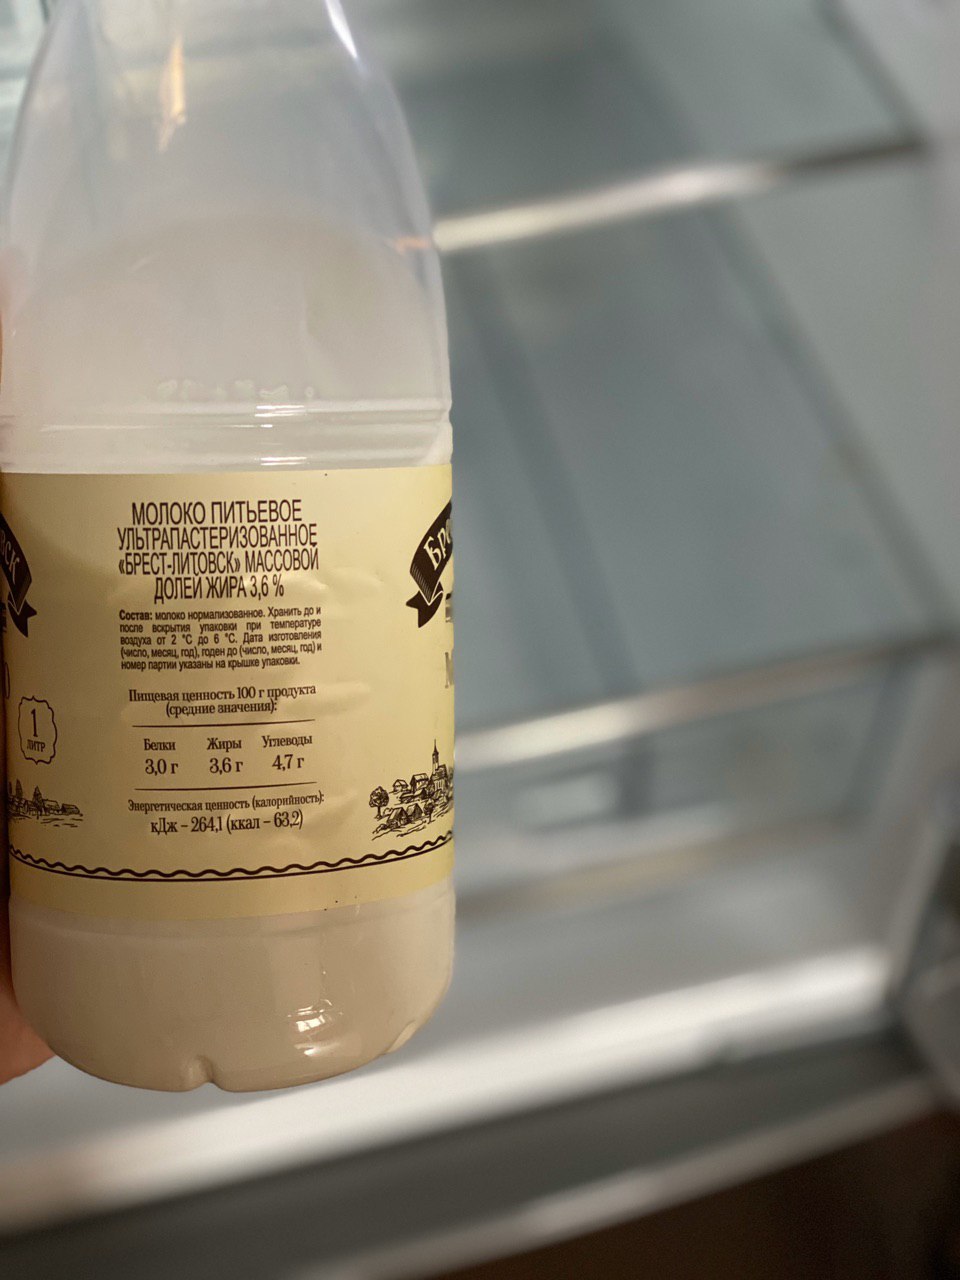 МОЛОКО ПИТЬЕВОЕ
УЛЬТРАПАСТЕРИЗОВАННОЕ
«БРЕСТ-ЛИТОВСК» МАССОВОЙ
ДОЛЕЙ ЖИРА 3,6 %
Состав: молоко нормализованное. Хранить до и
после вскрытия упаковки при температуре
воздуха от 2 °С до 6 °С. Дата изготовления
(число, месяц, год), годен до (число, месяц, год) и
номер партии указаны на крышке упаковки.
Пищевая ценность 100 г продукта
(средние значения):
Белки Жиры Углеводы
3,0 г 3,6 г 4,7 г
Энергетическая ценность (калорийность):
кДж – 264,1 (ккал – 63,2)
1
ЛИТР